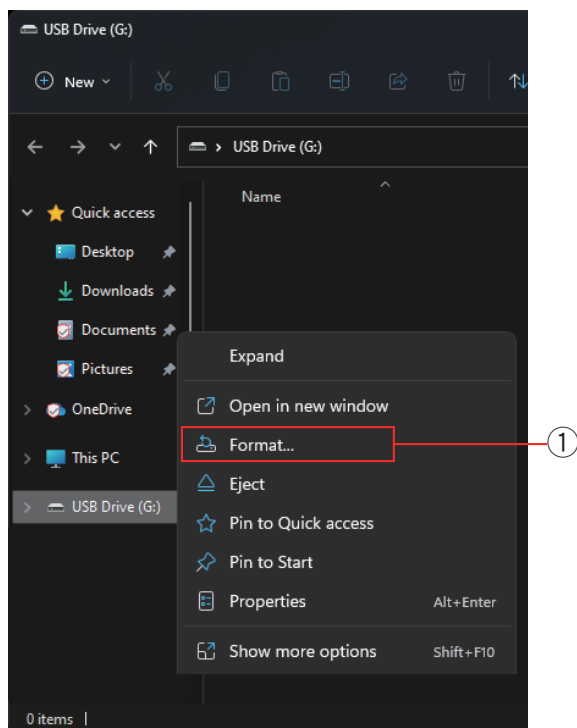 USB Drive (G:)
New
USB Drive (G:)
Name
Quick access
Desktop
Downloads
Documents
Pictures
OneDrive
This PC
USB Drive (G:)
Expand
Open in new window
Format...
1
Eject
Pin to Quick access
Pin to Start
Properties Alt+Enter
Show more options Shift+F10
0 items